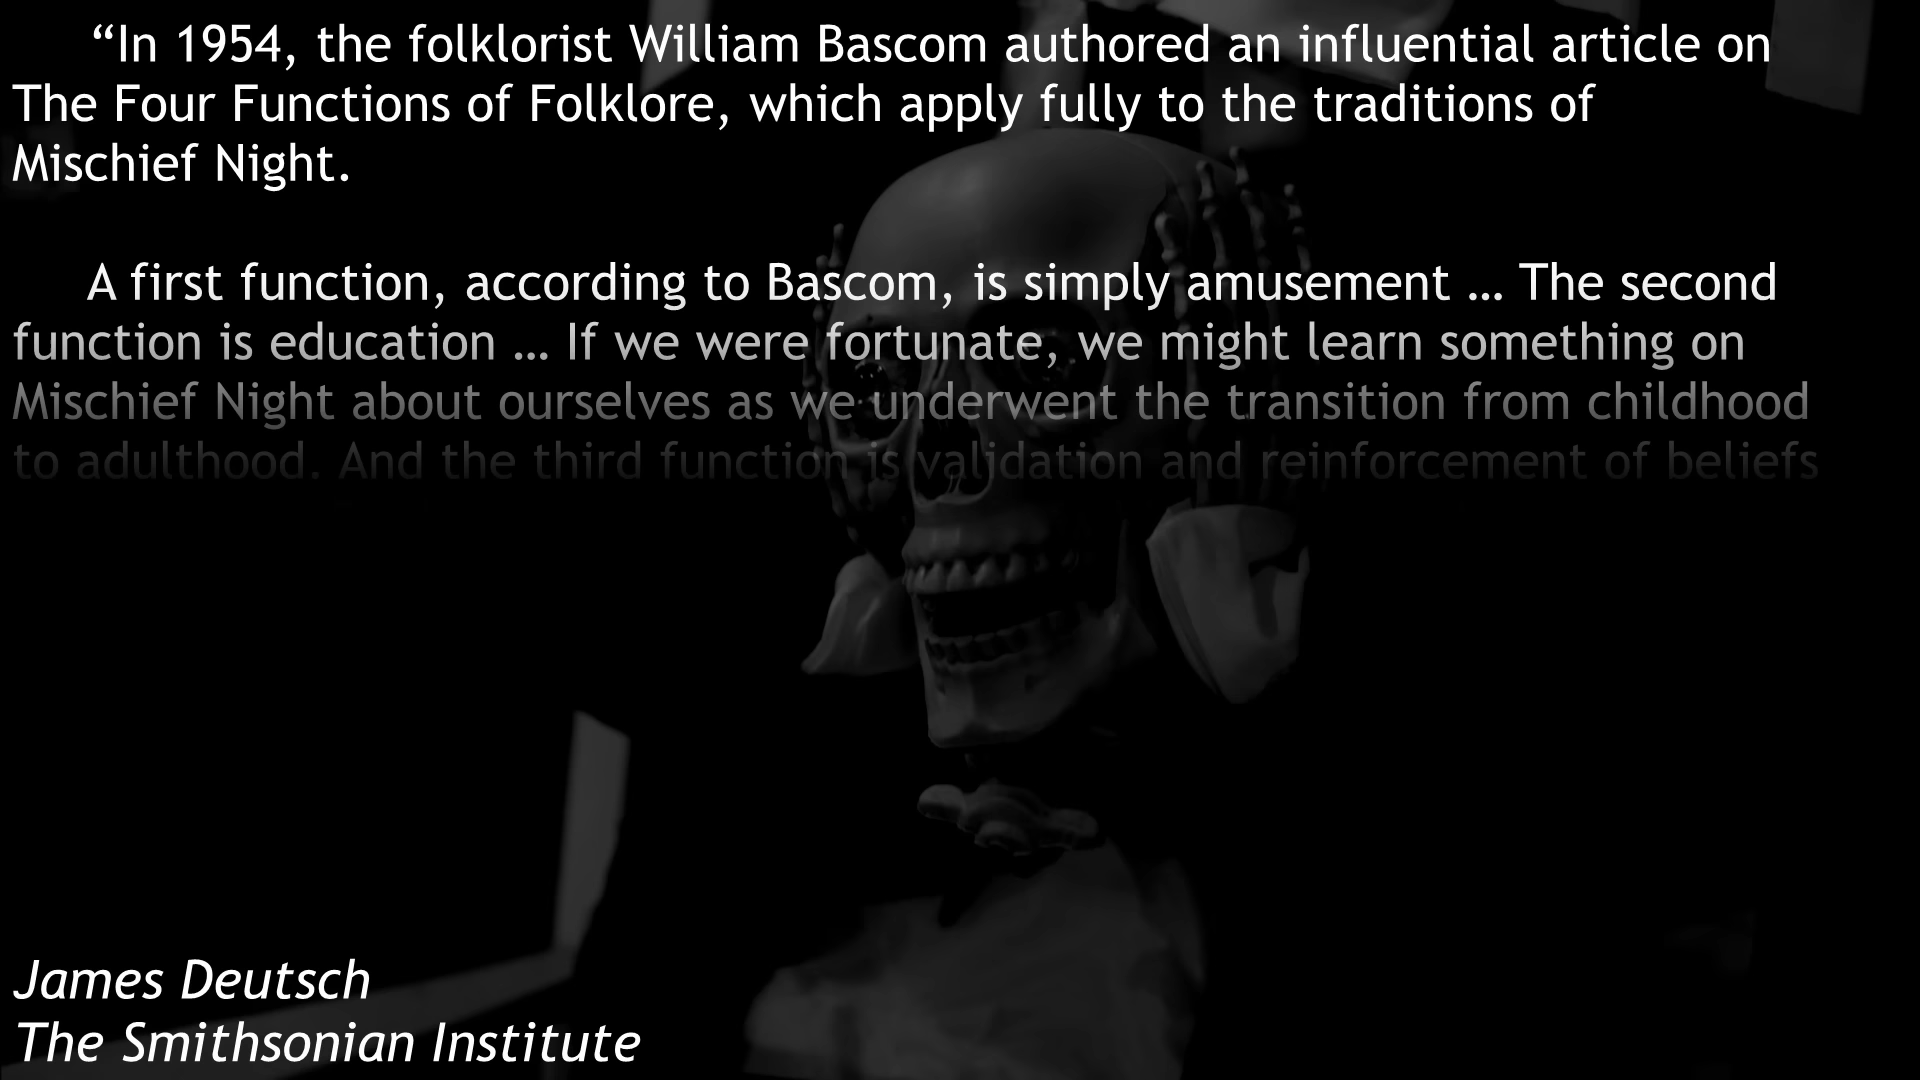 “In 1954, the folklorist William Bascom authored an influential article on
The Four Functions of Folklore, which apply fully to the traditions of
Mischief Night.
A first function, according to Bascom, is simply amusement … The second
function is education … If we were fortunate, we might learn something on
Mischief Night about ourselves as we underwent the transition from childhood
to adulthood. And the third function is validation and reinforcement of beliefs
James Deutsch
The Smithsonian Institute